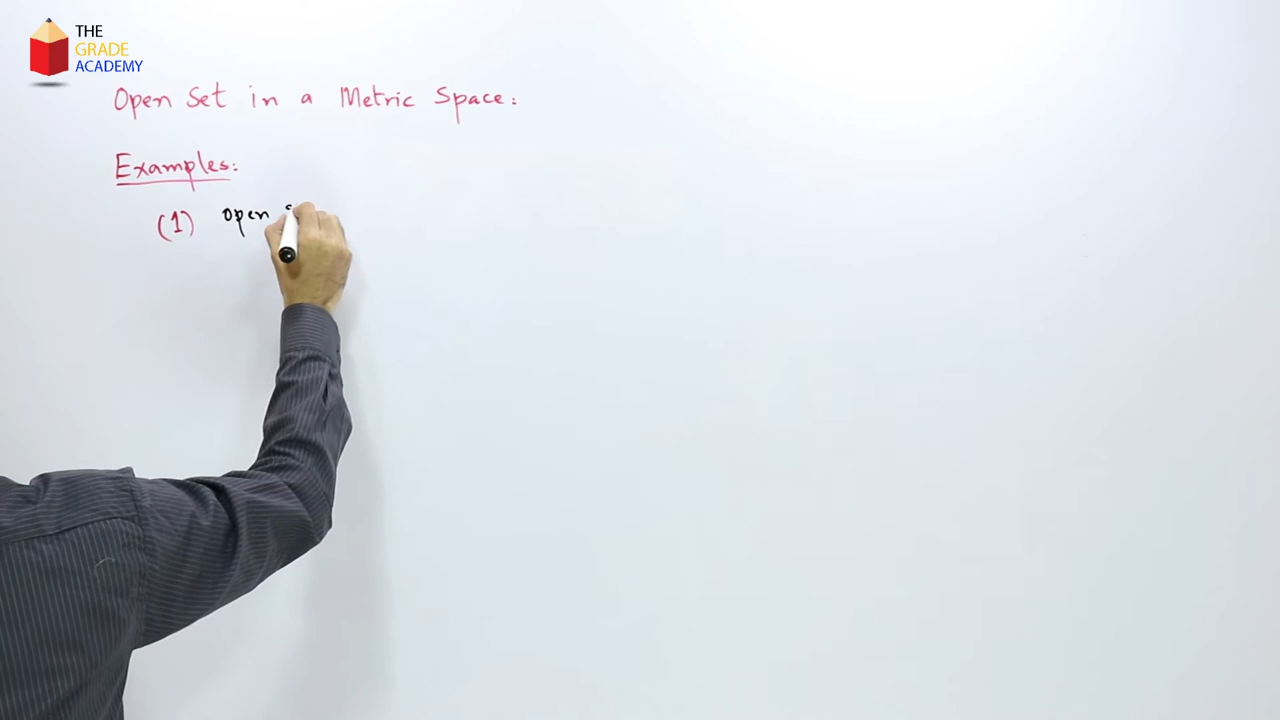 THE
GRADE
ACADEMY
Open Set in a Metric Space:
Examples:
(1) open